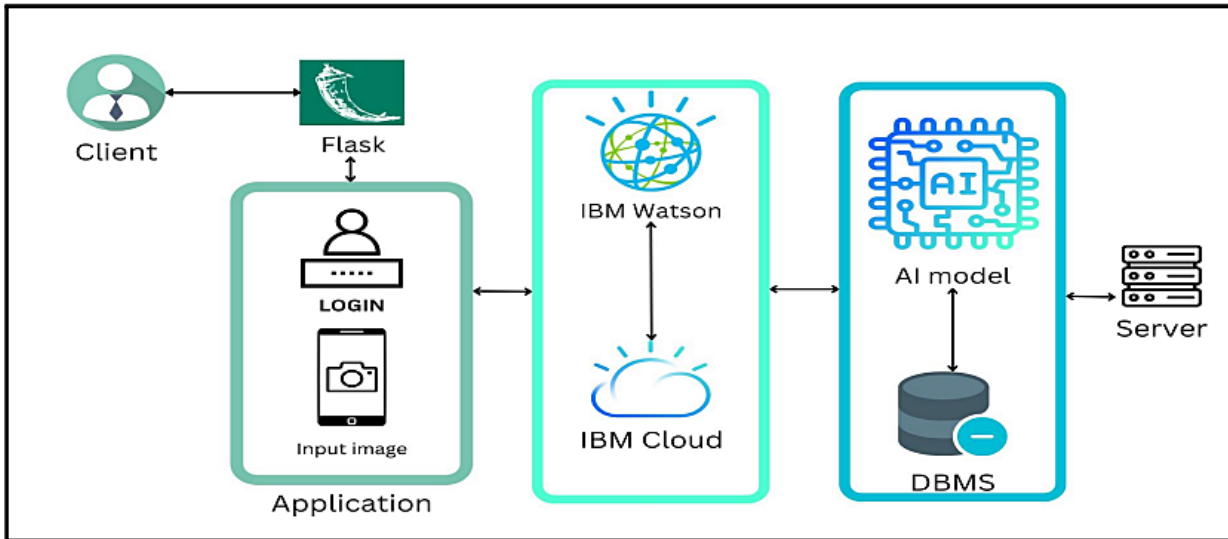 Client
Flask
LOGIN
Input image
Application
IBM Watson
IBM Cloud
AI
AI model
DBMS
Server